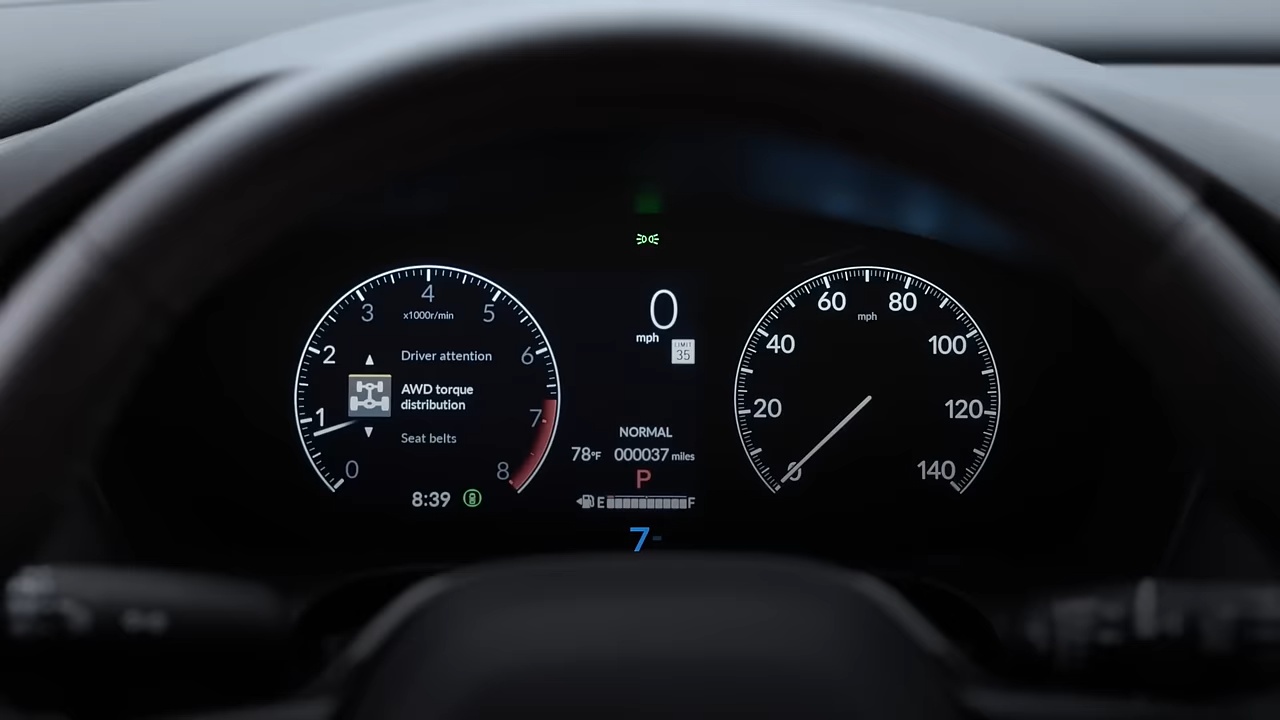 0
1
2
3
4
5
6
7
8
x1000r/min
Driver attention
AWD torque
distribution
Seat belts
8:39
0
mph
LIMIT
35
NORMAL
78°F 000037 miles
P
E F
7-
0
20
40
60
80
100
120
140
mph